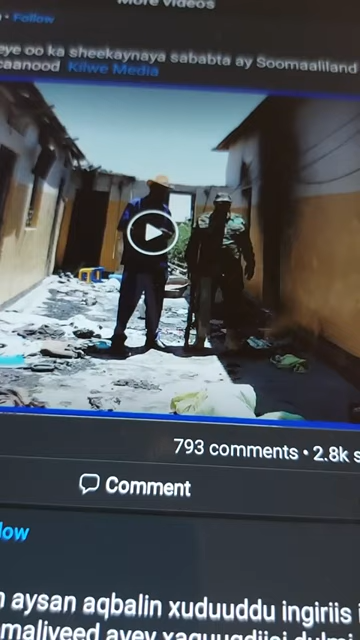 More videos
• Follow
eye oo ka sheekaynaya sababta ay Soomaaliland
caanood Kilwe Media
793 comments • 2.8k s
Comment
low
n aysan aqbalin xuduuddu ingiriis